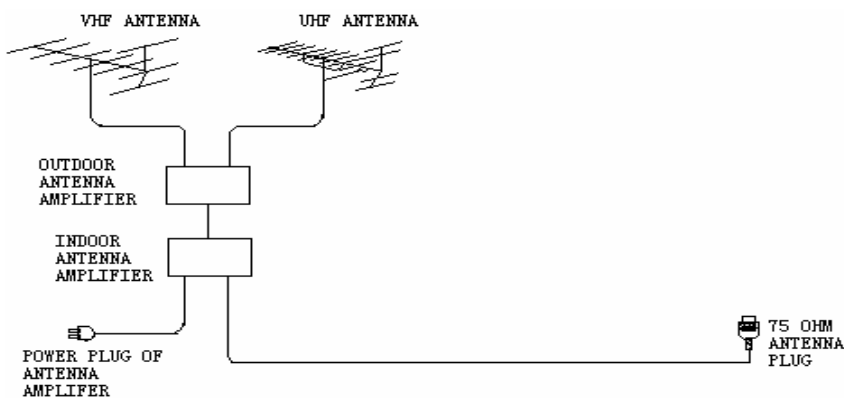 VHF ANTENNA
UHF ANTENNA
OUTDOOR
ANTENNA
AMPLIFIER
INDOOR
ANTENNA
AMPLIFIER
75 OHM
ANTENNA
PLUG
POWER PLUG OF
ANTENNA
AMPLIFER